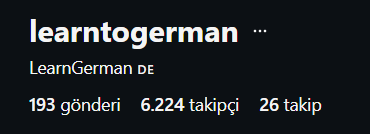 learntogerman ...
LearnGerman ᴅᴇ
193 gönderi 6.224 takipçi 26 takip